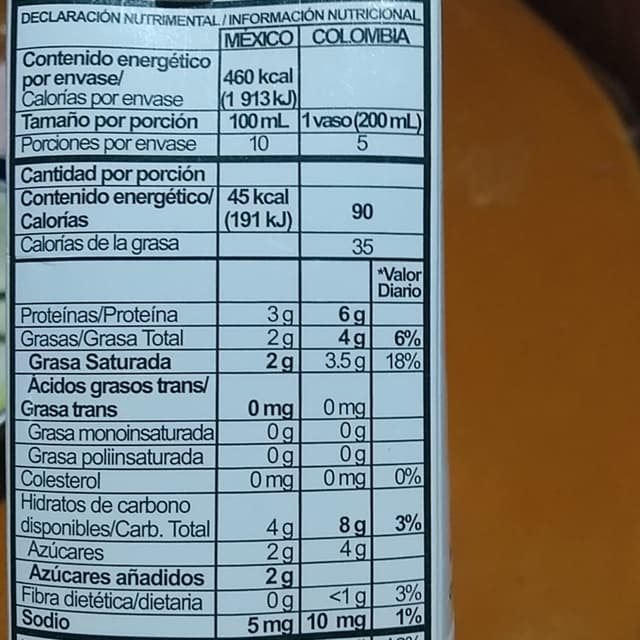 DECLARACIÓN NUTRIMENTAL / INFORMACIÓN NUTRICIONAL
MÉXICO COLOMBIA
Contenido energético
por envase/ 460 kcal
Calorías por envase (1 913 kJ)
Tamaño por porción 100 mL 1 vaso (200 mL)
Porciones por envase 10 5
Cantidad por porción
Contenido energético/ 45 kcal
Calorías (191 kJ) 90
Calorías de la grasa 35
*Valor
Diario
Proteínas/Proteína 3 g 6 g
Grasas/Grasa Total 2 g 4 g 6%
Grasa Saturada 2 g 3.5 g 18%
Ácidos grasos trans/
Grasa trans 0 mg 0 mg
Grasa monoinsaturada 0 g 0 g
Grasa poliinsaturada 0 g 0 g
Colesterol 0 mg 0 mg 0%
Hidratos de carbono
disponibles/Carb. Total 4 g 8 g 3%
Azúcares 2 g 4 g
Azúcares añadidos 2 g
Fibra dietética/dietaria 0 g <1 g 3%
Sodio 5 mg 10 mg 1%